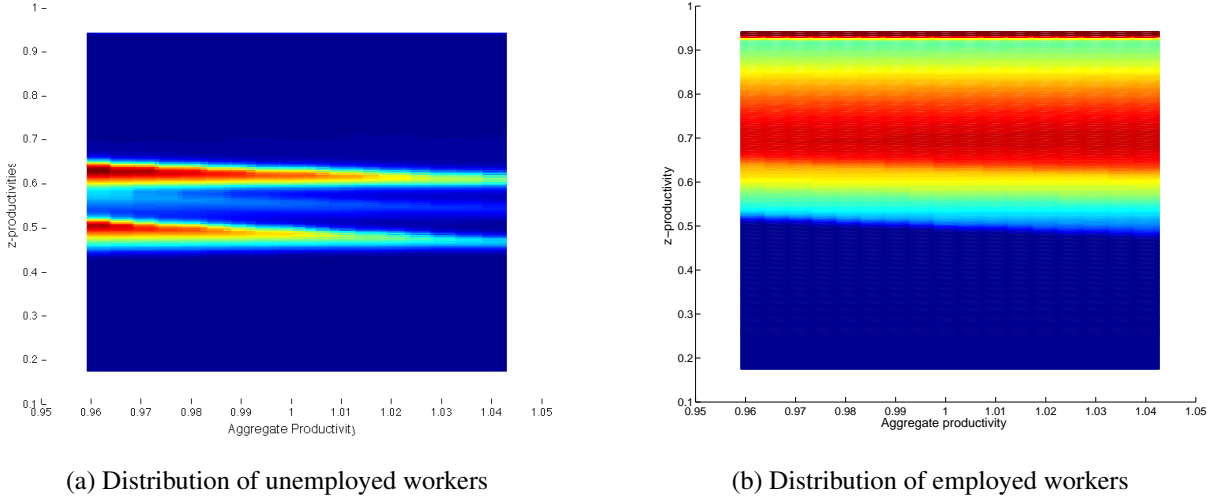 1
0.9
0.8
0.7
0.6
0.5
0.4
0.3
0.2
0.1
z-productivities
0.95 0.96 0.97 0.98 0.99 1 1.01 1.02 1.03 1.04 1.05
Aggregate Productivity
(a) Distribution of unemployed workers
1
0.9
0.8
0.7
0.6
0.5
0.4
0.3
0.2
0.1
z-productivity
0.95 0.96 0.97 0.98 0.99 1 1.01 1.02 1.03 1.04 1.05
Aggregate productivity
(b) Distribution of employed workers